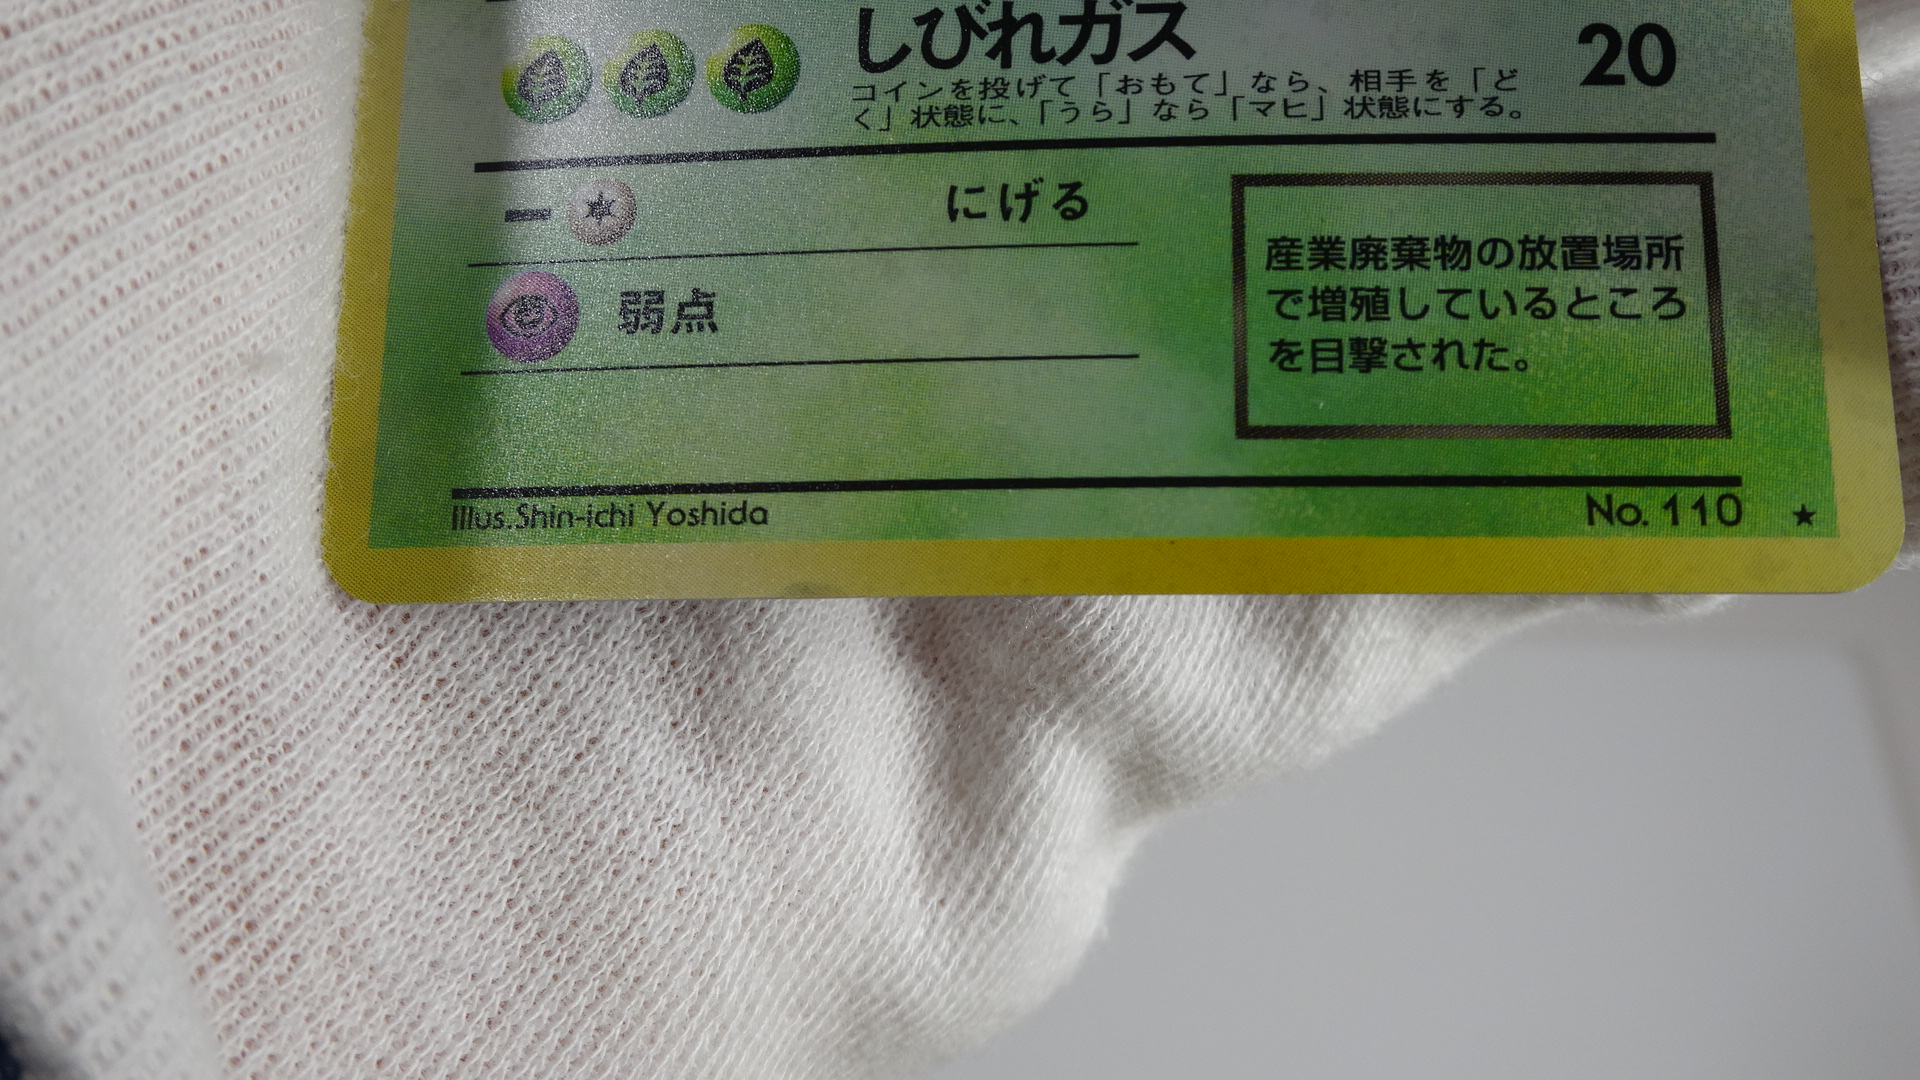 しびれガス
20
コインを投げて「おもて」なら、相手を「ど
く」状態に、「うら」なら「マヒ」状態にする。
にげる
弱点
産業廃棄物の放置場所
で増殖しているところ
を目撃された。
Illus.Shin-ichi Yoshida
No. 110 ★